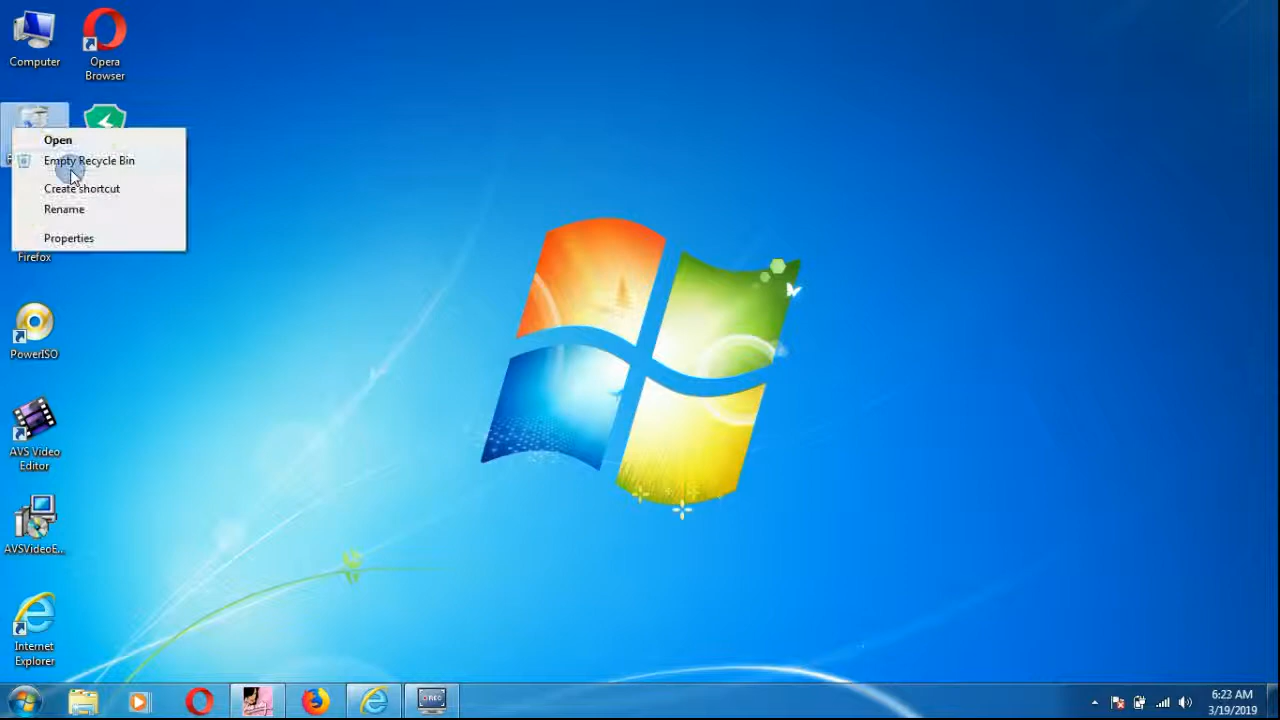 Computer
Opera
Browser
Open
Empty Recycle Bin
Create shortcut
Rename
Properties
Firefox
PowerISO
AVS Video
Editor
AVSVideoE...
Internet
Explorer
6:23 AM
3/19/2019